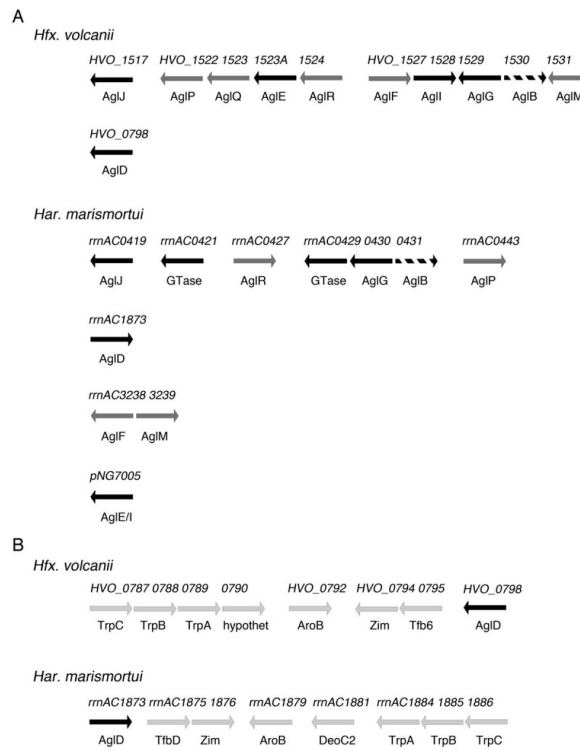 A
Hfx. volcanii
HVO_1517 HVO_1522 1523 1523A 1524 HVO_1527 1528 1529 1530 1531
AglJ AglP AglQ AglE AglR AglF AglI AglG AglB AglM
HVO_0798
AglD
Har. marismortui
rrnAC0419 rrnAC0421 rrnAC0427 rrnAC0429 0430 0431 rrnAC0443
AglJ GTase AglR GTase AglG AglB AglP
rrnAC1873
AglD
rrnAC3238 3239
AglF AglM
pNG7005
AglE/I
B
Hfx. volcanii
HVO_0787 0788 0789 0790 HVO_0792 HVO_0794 0795 HVO_0798
TrpC TrpB TrpA hypothet AroB Zim Tfb6 AglD
Har. marismortui
rrnAC1873 rrnAC1875 1876 rrnAC1879 rrnAC1881 rrnAC1884 1885 1886
AglD TfbD Zim AroB DeoC2 TrpA TrpB TrpC